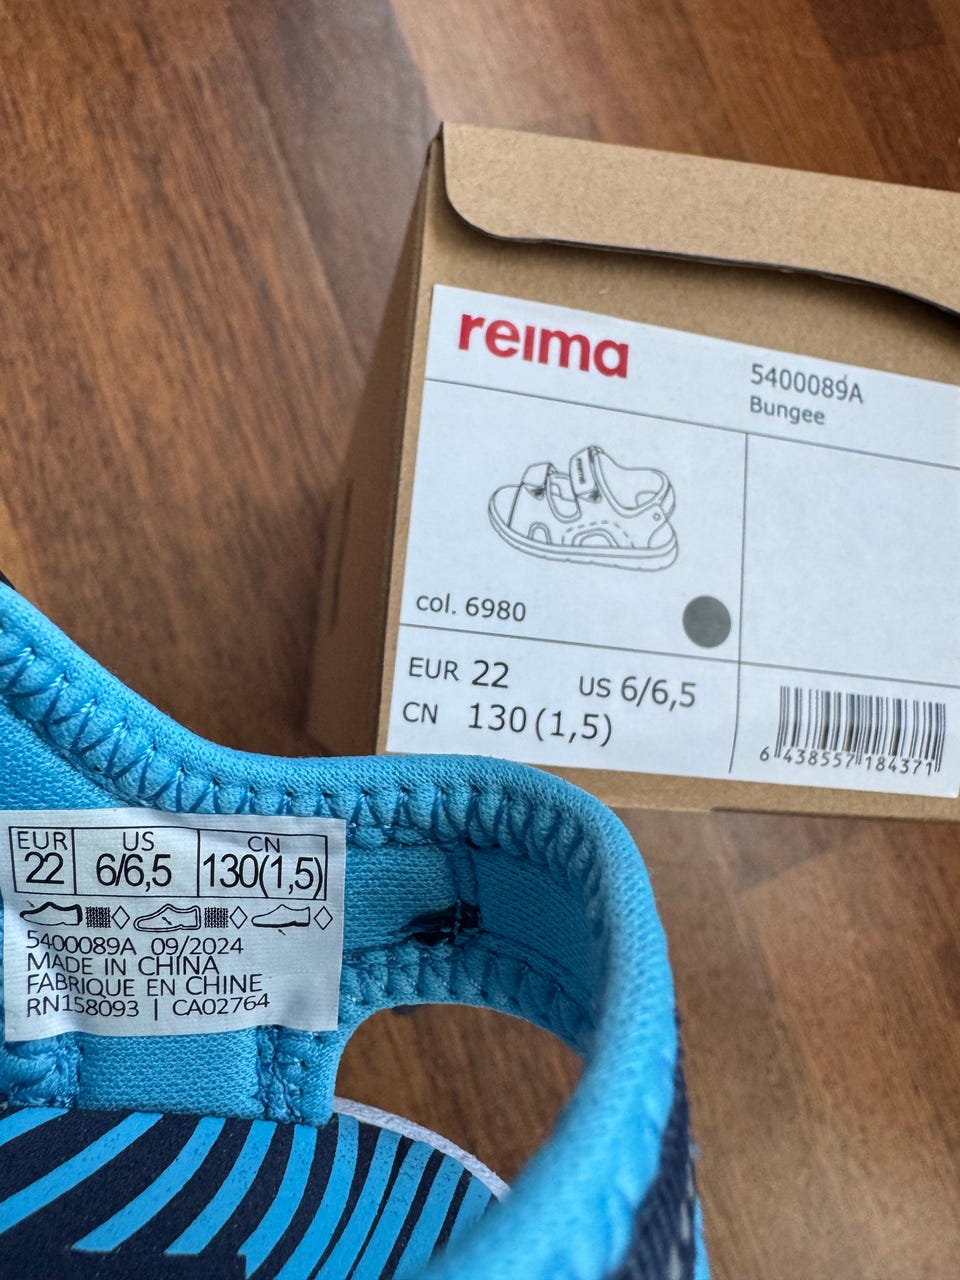 reima
5400089A
Bungee
col. 6980
EUR 22
US 6/6,5
CN 130(1,5)
6 438557 184371
EUR US CN
22 6/6,5 130(1,5)
5400089A 09/2024
MADE IN CHINA
FABRIQUE EN CHINE
RN158093 | CA02764